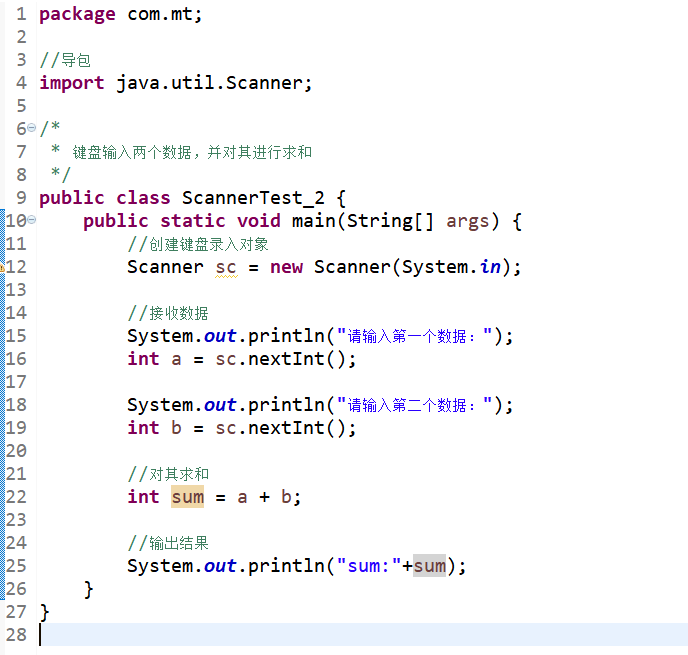 1 package com.mt;
2
3 //导包
4 import java.util.Scanner;
5
6 /*
7  * 键盘输入两个数据，并对其进行求和
8  */
9 public class ScannerTest_2 {
10     public static void main(String[] args) {
11         //创建键盘录入对象
12         Scanner sc = new Scanner(System.in);
13
14         //接收数据
15         System.out.println("请输入第一个数据：");
16         int a = sc.nextInt();
17
18         System.out.println("请输入第二个数据：");
19         int b = sc.nextInt();
20
21         //对其求和
22         int sum = a + b;
23
24         //输出结果
25         System.out.println("sum:"+sum);
26     }
27 }
28